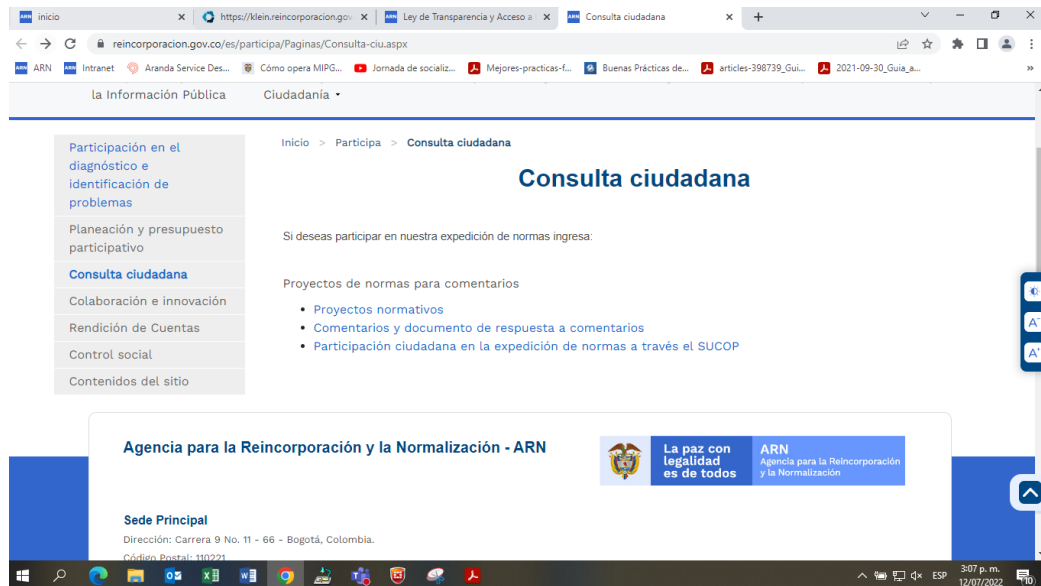 inicio
https://klein.reincorporacion.gov
Ley de Transparencia y Acceso a
Consulta ciudadana
reincorporacion.gov.co/es/participa/Paginas/Consulta-ciu.aspx
ARN
Intranet
Aranda Service Des...
Cómo opera MIPG...
Jornada de socializ...
Mejores-practicas-f...
Buenas Prácticas de...
articles-398739_Gui...
2021-09-30_Guia_a...
la Información Pública
Ciudadanía
Participación en el
diagnóstico e
identificación de
problemas
Planeación y presupuesto
participativo
Consulta ciudadana
Colaboración e innovación
Rendición de Cuentas
Control social
Contenidos del sitio
Inicio > Participa > Consulta ciudadana
Consulta ciudadana
Si deseas participar en nuestra expedición de normas ingresa:
Proyectos de normas para comentarios
• Proyectos normativos
• Comentarios y documento de respuesta a comentarios
• Participación ciudadana en la expedición de normas a través el SUCOP
A-
A+
Agencia para la Reincorporación y la Normalización - ARN
La paz con
legalidad
es de todos
ARN
Agencia para la Reincorporación
y la Normalización
Sede Principal
Dirección: Carrera 9 No. 11 - 66 - Bogotá, Colombia.
Código Postal: 110221
ESP
3:07 p. m.
12/07/2022
10